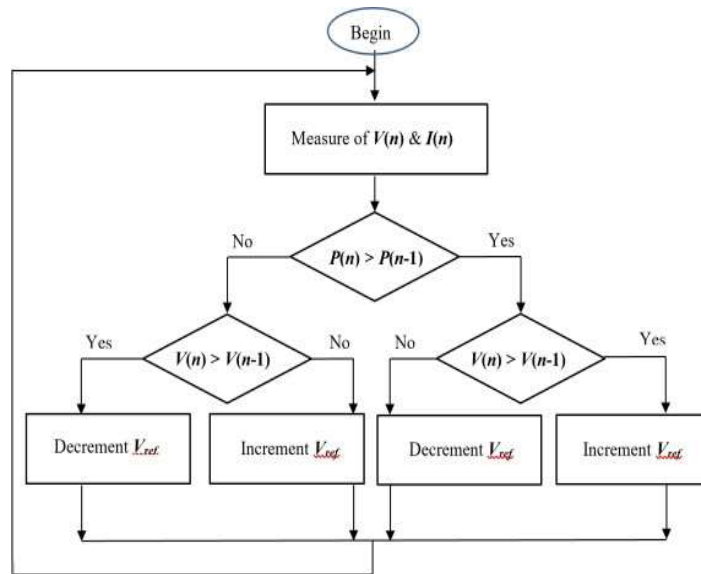 Begin
Measure of V(n) & I(n)
No
Yes
P(n) > P(n-1)
Yes
V(n) > V(n-1)
No
No
V(n) > V(n-1)
Yes
Decrement Vref
Increment Vref
Decrement Vref
Increment Vref